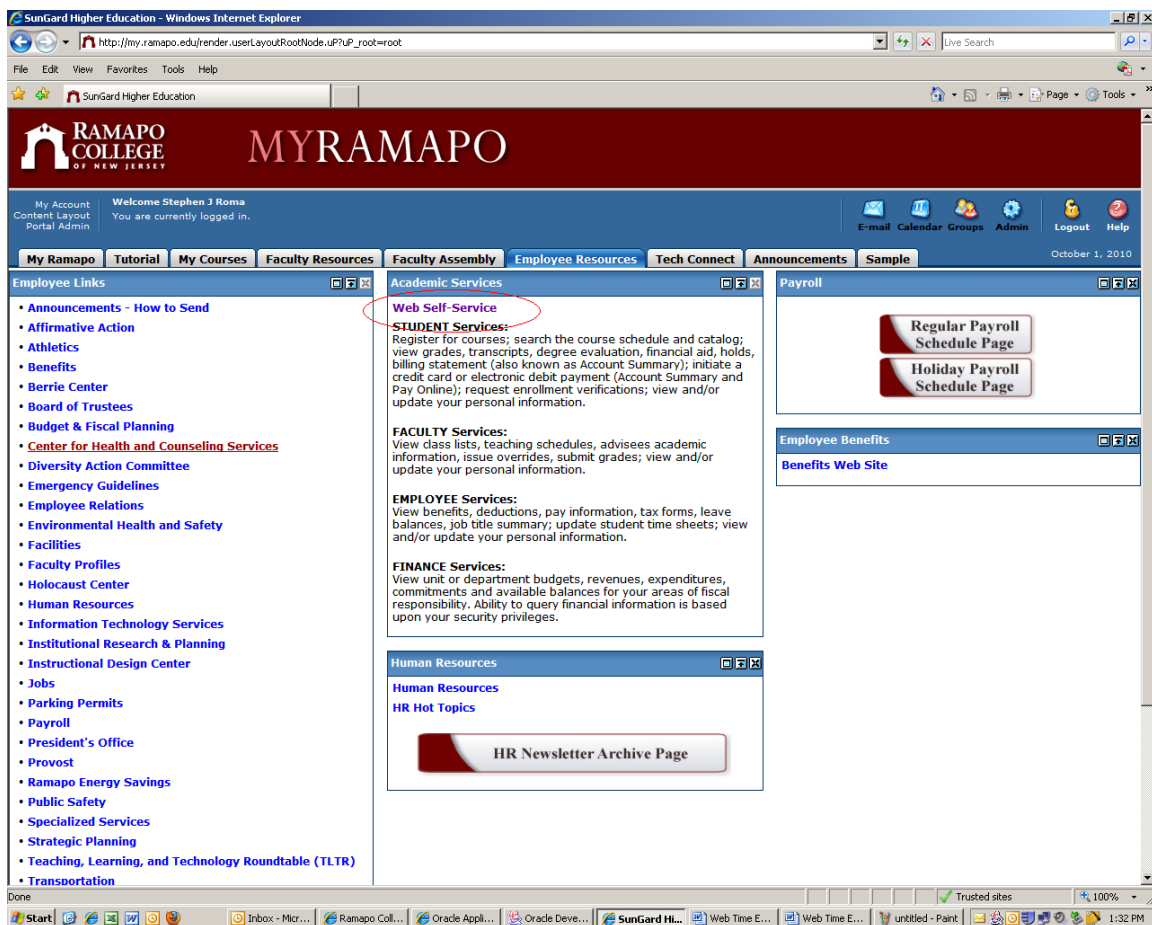 SunGard Higher Education - Windows Internet Explorer
http://my.ramapo.edu/render.userLayoutRootNode.uP?uP_root=root
Live Search
File Edit View Favorites Tools Help
SunGard Higher Education
Page Tools
RAMAPO
COLLEGE
OF NEW JERSEY
MYRAMAPO
My Account
Content Layout
Portal Admin
Welcome Stephen J Roma
You are currently logged in.
E-mail Calendar Groups Admin Logout Help
My Ramapo Tutorial My Courses Faculty Resources Faculty Assembly Employee Resources Tech Connect Announcements Sample
October 1, 2010
Employee Links
• Announcements - How to Send
• Affirmative Action
• Athletics
• Benefits
• Berrie Center
• Board of Trustees
• Budget & Fiscal Planning
• Center for Health and Counseling Services
• Diversity Action Committee
• Emergency Guidelines
• Employee Relations
• Environmental Health and Safety
• Facilities
• Faculty Profiles
• Holocaust Center
• Human Resources
• Information Technology Services
• Institutional Research & Planning
• Instructional Design Center
• Jobs
• Parking Permits
• Payroll
• President's Office
• Provost
• Ramapo Energy Savings
• Public Safety
• Specialized Services
• Strategic Planning
• Teaching, Learning, and Technology Roundtable (TLTR)
• Transportation
Academic Services
Web Self-Service
STUDENT Services:
Register for courses; search the course schedule and catalog;
view grades, transcripts, degree evaluation, financial aid, holds,
billing statement (also known as Account Summary); initiate a
credit card or electronic debit payment (Account Summary and
Pay Online); request enrollment verifications; view and/or
update your personal information.
FACULTY Services:
View class lists, teaching schedules, advisees academic
information, issue overrides, submit grades; view and/or
update your personal information.
EMPLOYEE Services:
View benefits, deductions, pay information, tax forms, leave
balances, job title summary; update student time sheets; view
and/or update your personal information.
FINANCE Services:
View unit or department budgets, revenues, expenditures,
commitments and available balances for your areas of fiscal
responsibility. Ability to query financial information is based
upon your security privileges.
Human Resources
Human Resources
HR Hot Topics
HR Newsletter Archive Page
Payroll
Regular Payroll
Schedule Page
Holiday Payroll
Schedule Page
Employee Benefits
Benefits Web Site
Done
Trusted sites
100%
Start
Inbox - Micr...
Ramapo Coll...
Oracle Appli...
Oracle Deve...
SunGard Hi...
Web Time E...
Web Time E...
untitled - Paint
1:32 PM